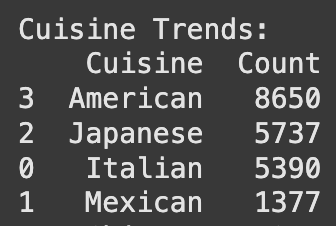 Cuisine Trends:
Cuisine Count
3 American 8650
2 Japanese 5737
0 Italian 5390
1 Mexican 1377